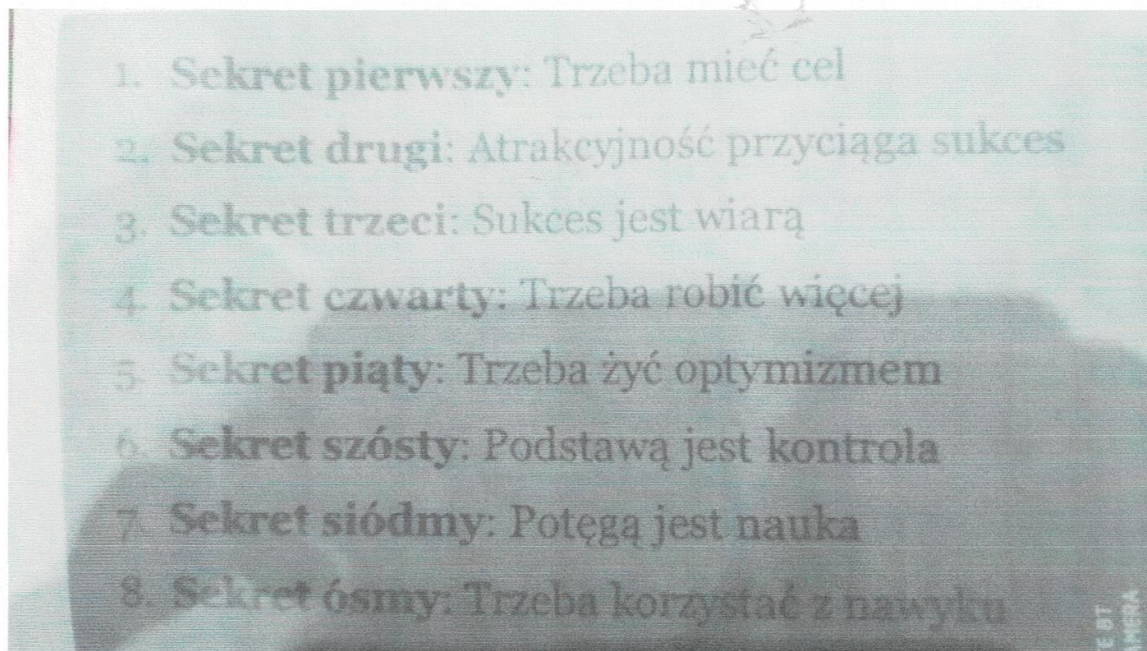 1. Sekret pierwszy: Trzeba mieć cel
2. Sekret drugi: Atrakcyjność przyciąga sukces
3. Sekret trzeci: Sukces jest wiarą
4. Sekret czwarty: Trzeba robić więcej
5. Sekret piąty: Trzeba żyć optymizmem
6. Sekret szósty: Podstawą jest kontrola
7. Sekret siódmy: Potęgą jest nauka
8. Sekret ósmy: Trzeba korzystać z nawyku